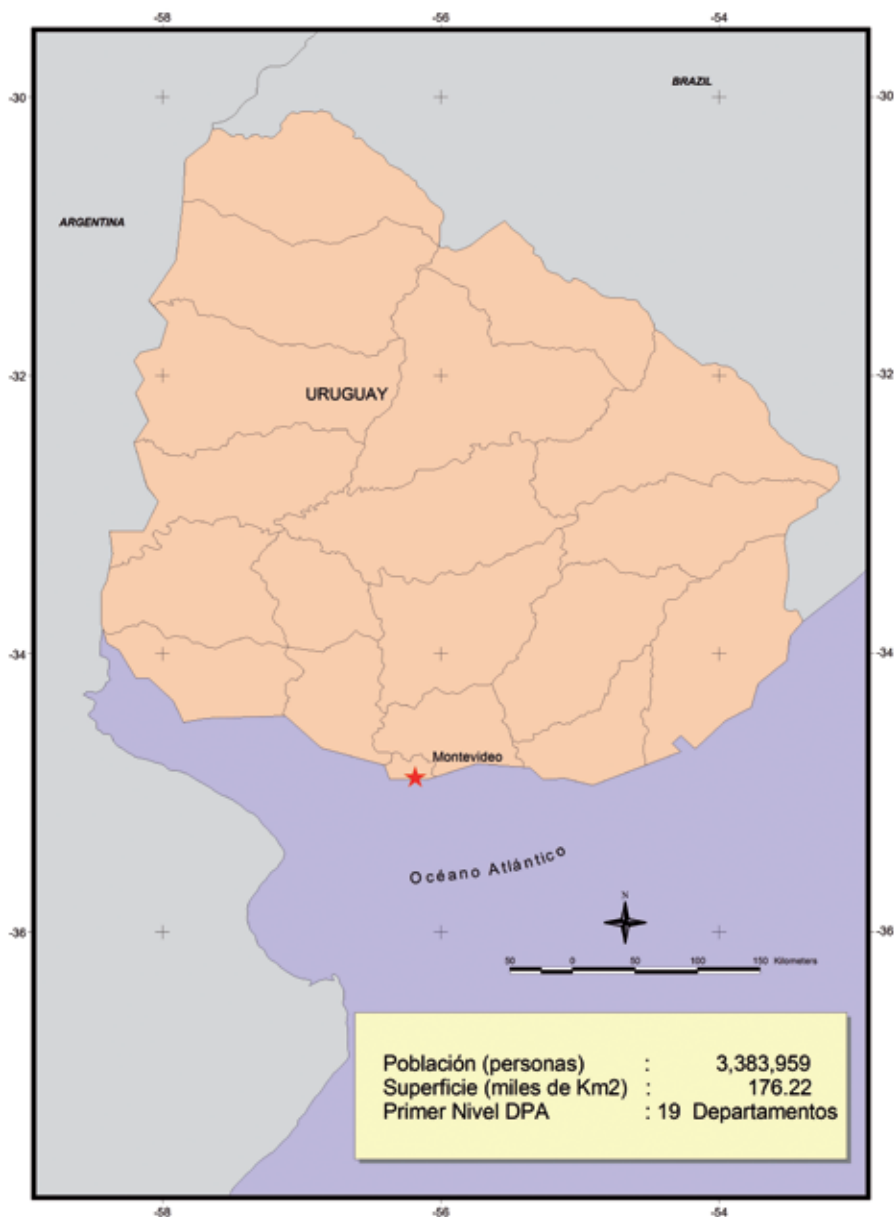 -58 -56 -54
BRAZIL
-30 -30
ARGENTINA
-32 -32
URUGUAY
-34 -34
Montevideo
Océano Atlántico
N
-36 -36
50 0 50 100 150 Kilometers
Población (personas) : 3,383,959
Superficie (miles de Km2) : 176.22
Primer Nivel DPA : 19 Departamentos
-58 -56 -54